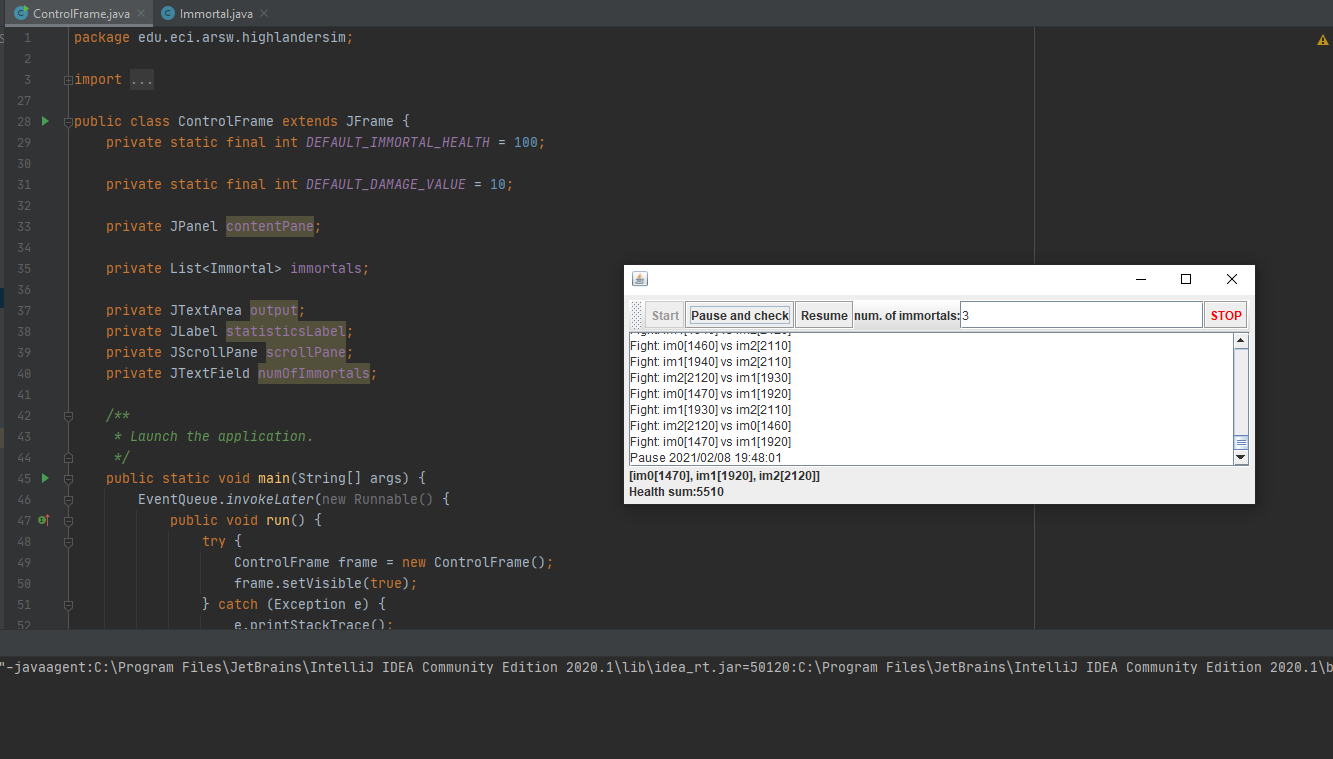 ControlFrame.java Immortal.java
1 package edu.eci.arsw.highlandersim;
2
3 import ...
27
28 public class ControlFrame extends JFrame {
29 private static final int DEFAULT_IMMORTAL_HEALTH = 100;
30
31 private static final int DEFAULT_DAMAGE_VALUE = 10;
32
33 private JPanel contentPane;
34
35 private List<Immortal> immortals;
36
37 private JTextArea output;
38 private JLabel statisticsLabel;
39 private JScrollPane scrollPane;
40 private JTextField numOfImmortals;
41
42 /**
43 * Launch the application.
44 */
45 public static void main(String[] args) {
46 EventQueue.invokeLater(new Runnable() {
47 public void run() {
48 try {
49 ControlFrame frame = new ControlFrame();
50 frame.setVisible(true);
51 } catch (Exception e) {
52 e.printStackTrace();
Start Pause and check Resume num. of immortals: 3 STOP
Fight: im0[1460] vs im2[2110]
Fight: im1[1940] vs im2[2110]
Fight: im2[2120] vs im1[1930]
Fight: im0[1470] vs im1[1920]
Fight: im1[1930] vs im2[2110]
Fight: im2[2120] vs im0[1460]
Fight: im0[1470] vs im1[1920]
Pause 2021/02/08 19:48:01
[im0[1470], im1[1920], im2[2120]]
Health sum:5510
"-javaagent:C:\Program Files\JetBrains\IntelliJ IDEA Community Edition 2020.1\lib\idea_rt.jar=50120:C:\Program Files\JetBrains\IntelliJ IDEA Community Edition 2020.1\b